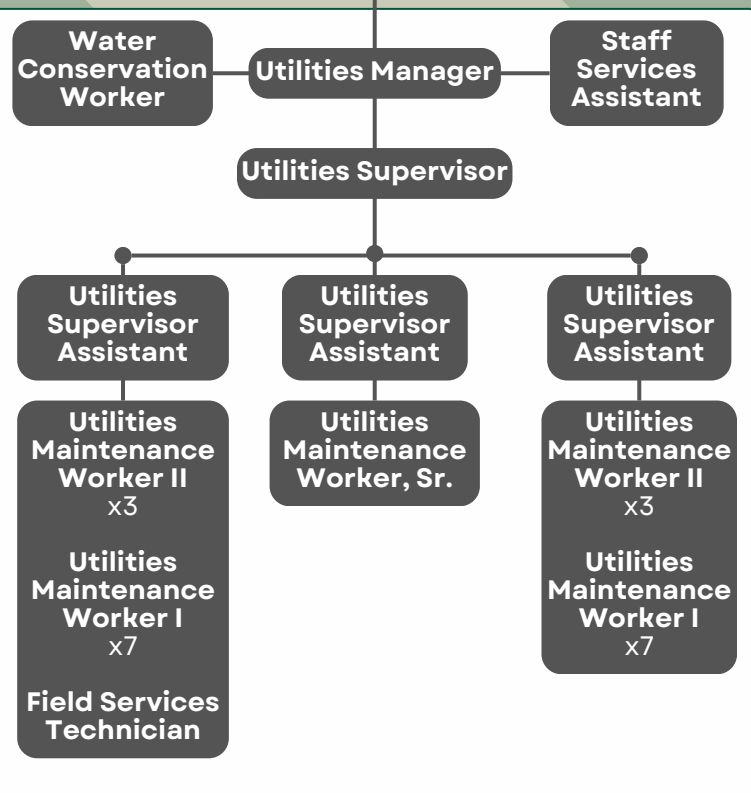 Water
Conservation
Worker
Utilities Manager
Staff
Services
Assistant
Utilities Supervisor
Utilities
Supervisor
Assistant
Utilities
Supervisor
Assistant
Utilities
Supervisor
Assistant
Utilities
Maintenance
Worker II
x3
Utilities
Maintenance
Worker I
x7
Field Services
Technician
Utilities
Maintenance
Worker, Sr.
Utilities
Maintenance
Worker II
x3
Utilities
Maintenance
Worker I
x7